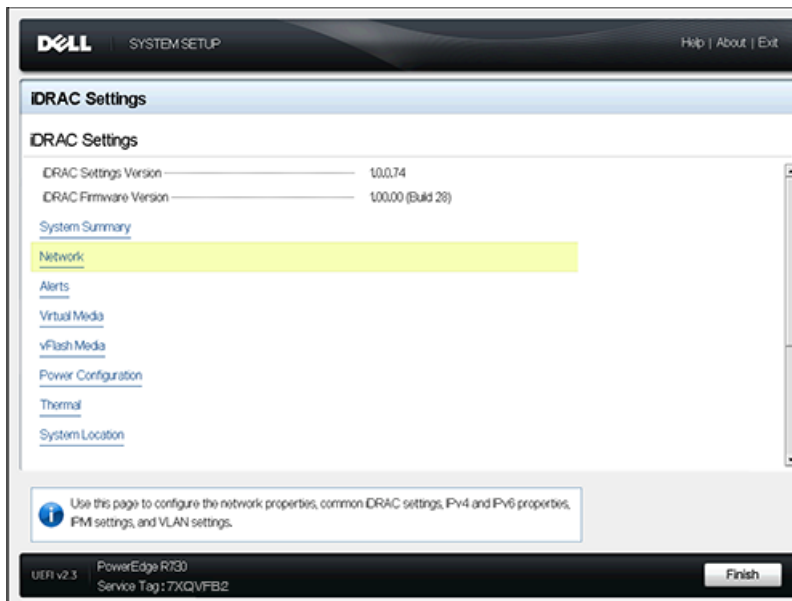 DELL SYSTEM SETUP Help | About | Exit
iDRAC Settings
iDRAC Settings
iDRAC Settings Version 1.0.0.74
iDRAC Firmware Version 1.00.00 (Build 28)
System Summary
Network
Alerts
Virtual Media
vFlash Media
Power Configuration
Thermal
System Location
Use this page to configure the network properties, common iDRAC settings, IPv4 and IPv6 properties,
IPMI settings, and VLAN settings.
UEFI v2.3 PowerEdge R730 Finish
Service Tag: 7XQVFB2